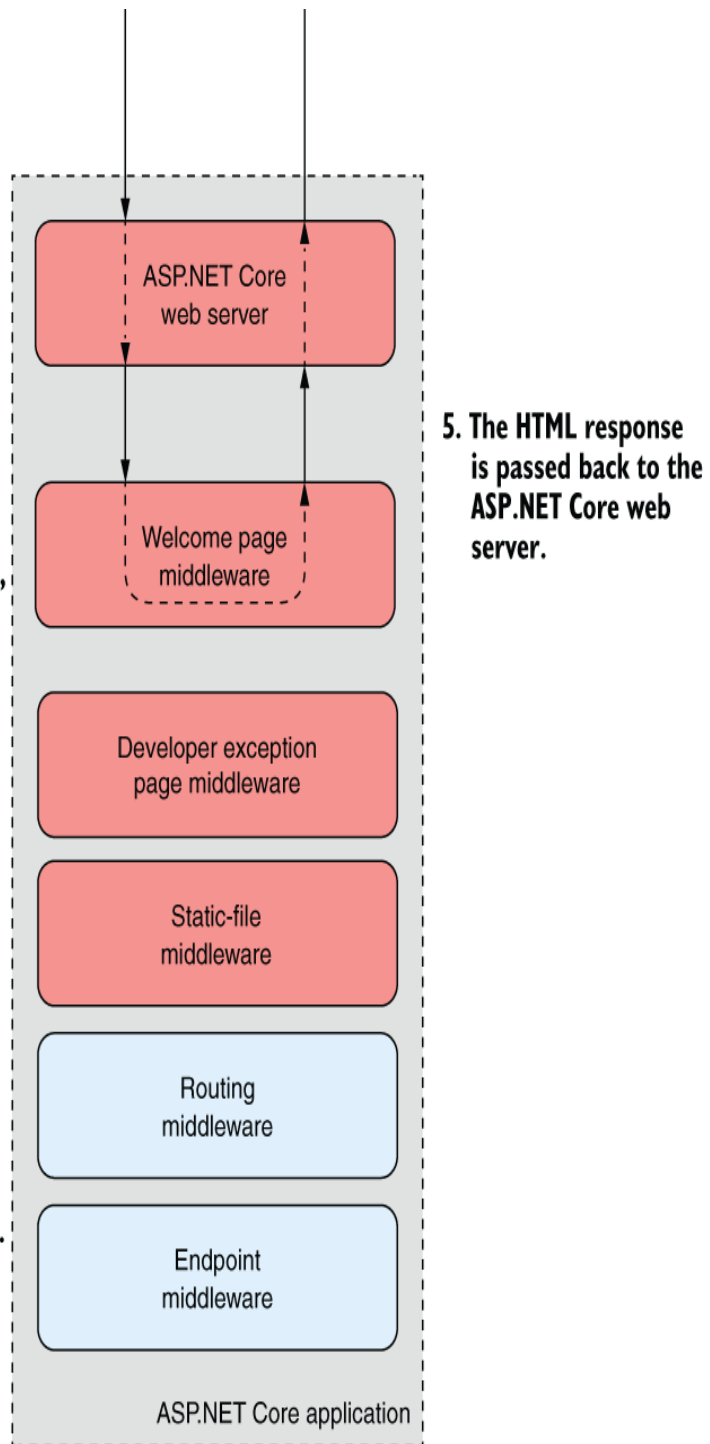 ASP.NET Core
web server
5. The HTML response
is passed back to the
ASP.NET Core web
server.
Welcome page
middleware
,
Developer exception
page middleware
Static-file
middleware
Routing
middleware
.
Endpoint
middleware
ASP.NET Core application